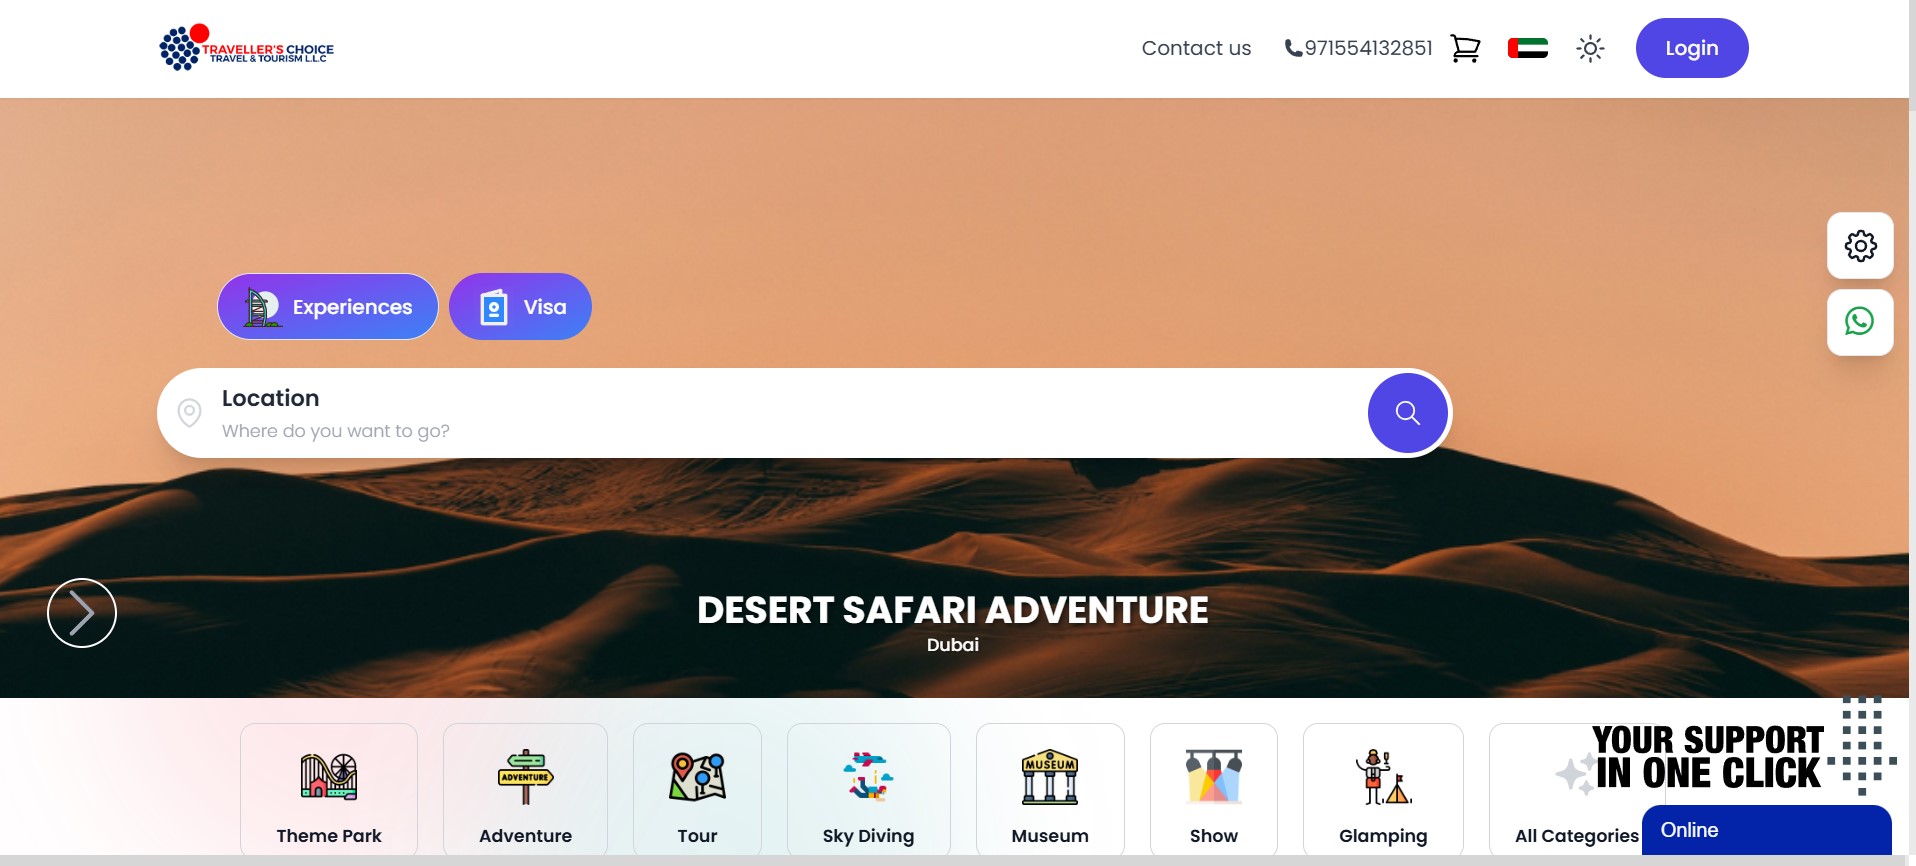 TRAVELLER'S CHOICE
TRAVEL & TOURISM L.L.C
Contact us
971554132851
Login
Experiences
Visa
Location
Where do you want to go?
DESERT SAFARI ADVENTURE
Dubai
Theme Park
ADVENTURE
Adventure
Tour
Sky Diving
MUSEUM
Museum
Show
Glamping
All Categories
YOUR SUPPORT
IN ONE CLICK
Online